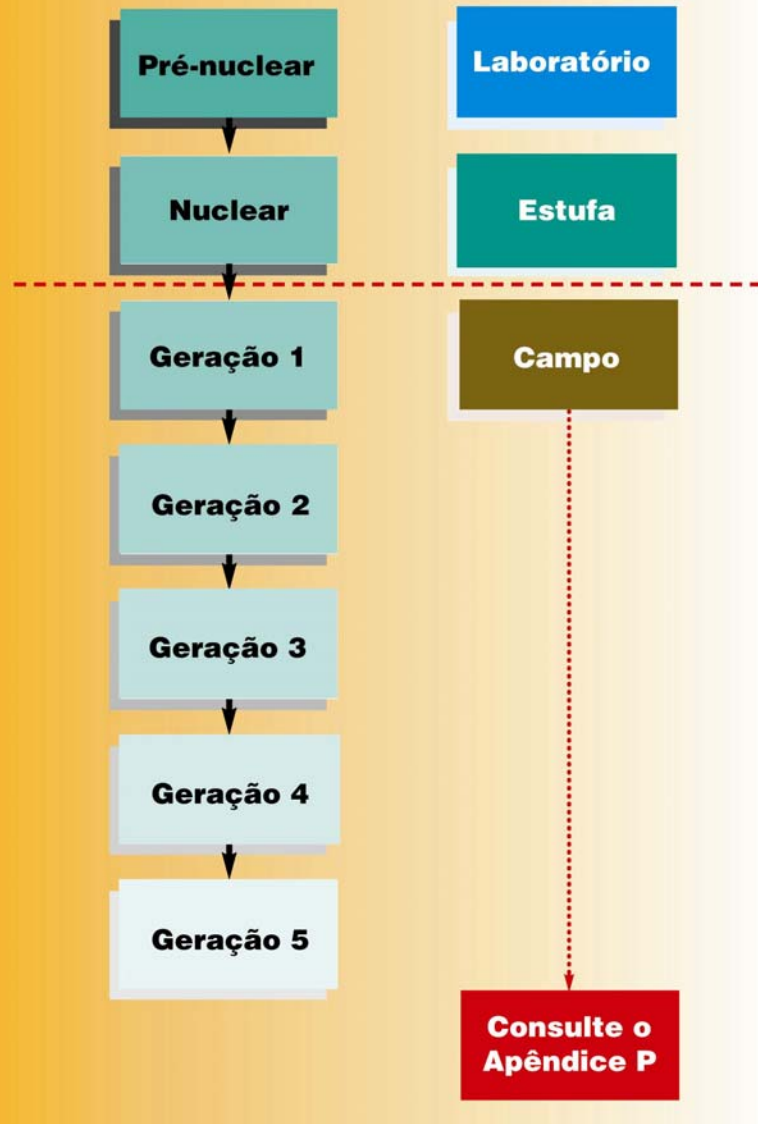 Pré-nuclear
Laboratório
Nuclear
Estufa
Geração 1
Campo
Geração 2
Geração 3
Geração 4
Geração 5
Consulte o
Apêndice P